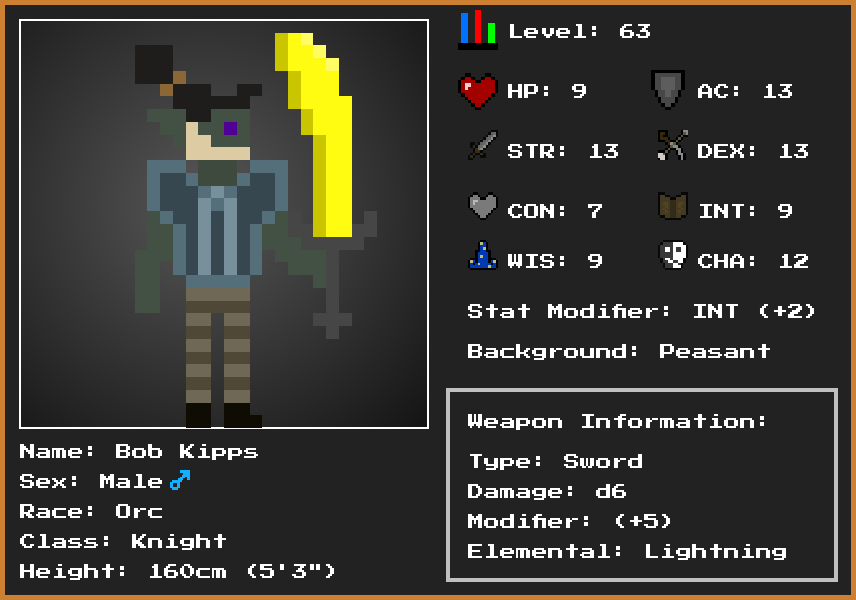 Level: 63
HP: 9
AC: 13
STR: 13
DEX: 13
CON: 7
INT: 9
WIS: 9
CHA: 12
Stat Modifier: INT (+2)
Background: Peasant
Weapon Information:
Type: Sword
Damage: d6
Modifier: (+5)
Elemental: Lightning
Name: Bob Kipps
Sex: Male ♂
Race: Orc
Class: Knight
Height: 160cm (5'3")